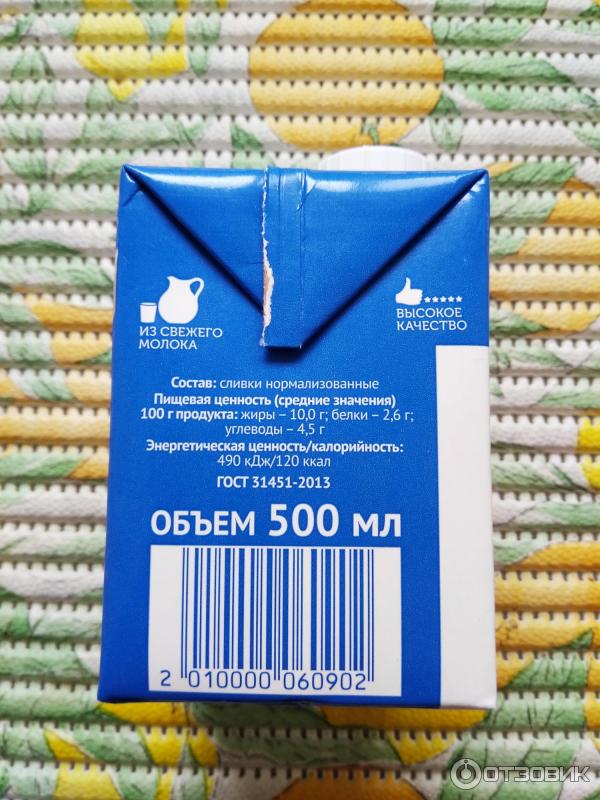 ИЗ СВЕЖЕГО
МОЛОКА
ВЫСОКОЕ
КАЧЕСТВО
Состав: сливки нормализованные
Пищевая ценность (средние значения)
100 г продукта: жиры – 10,0 г; белки – 2,6 г;
углеводы – 4,5 г
Энергетическая ценность/калорийность:
490 кДж/120 ккал
ГОСТ 31451-2013
ОБЪЕМ 500 МЛ
2 010000 060902
ОТЗОВИК